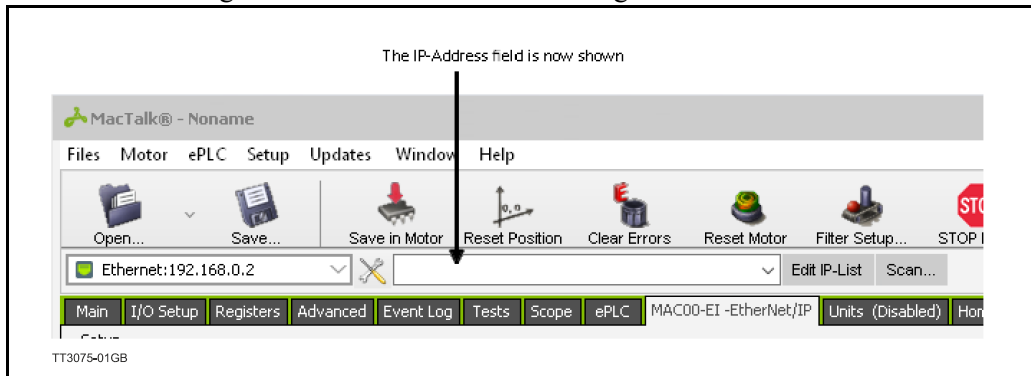 The IP-Address field is now shown
MacTalk® - Noname
Files Motor ePLC Setup Updates Window Help
Open... Save... Save in Motor Reset Position Clear Errors Reset Motor Filter Setup... STOP
Ethernet:192.168.0.2 Edit IP-List Scan...
Main I/O Setup Registers Advanced Event Log Tests Scope ePLC MAC00-EI -EtherNet/IP Units (Disabled)
TT3075-01GB